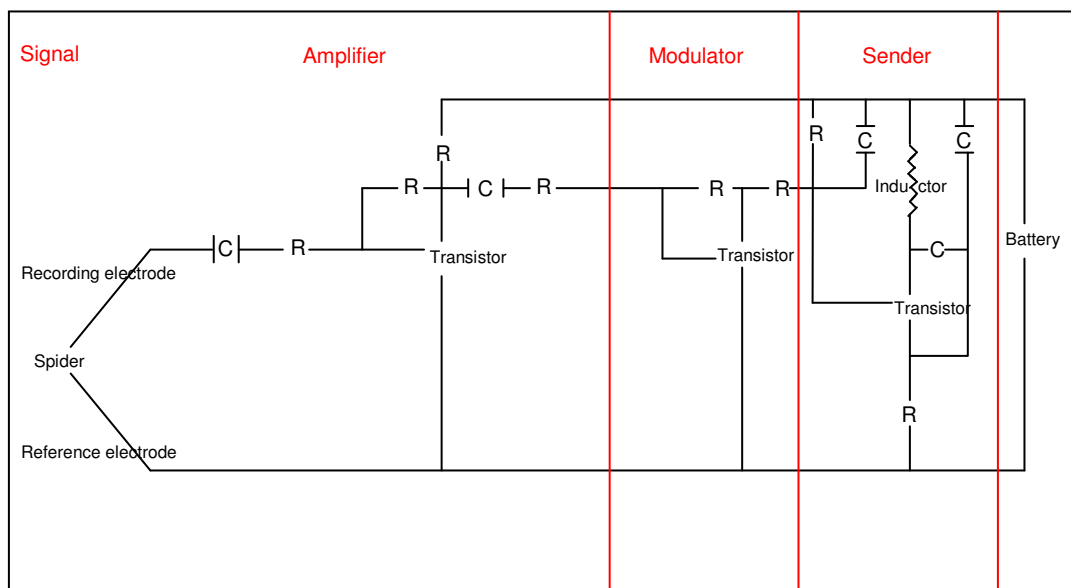 Signal
Amplifier
Modulator
Sender
R
R
C
C
R
R
C
R
R
R
Inductor
C
R
Transistor
Transistor
C
Battery
Recording electrode
Transistor
Spider
R
Reference electrode